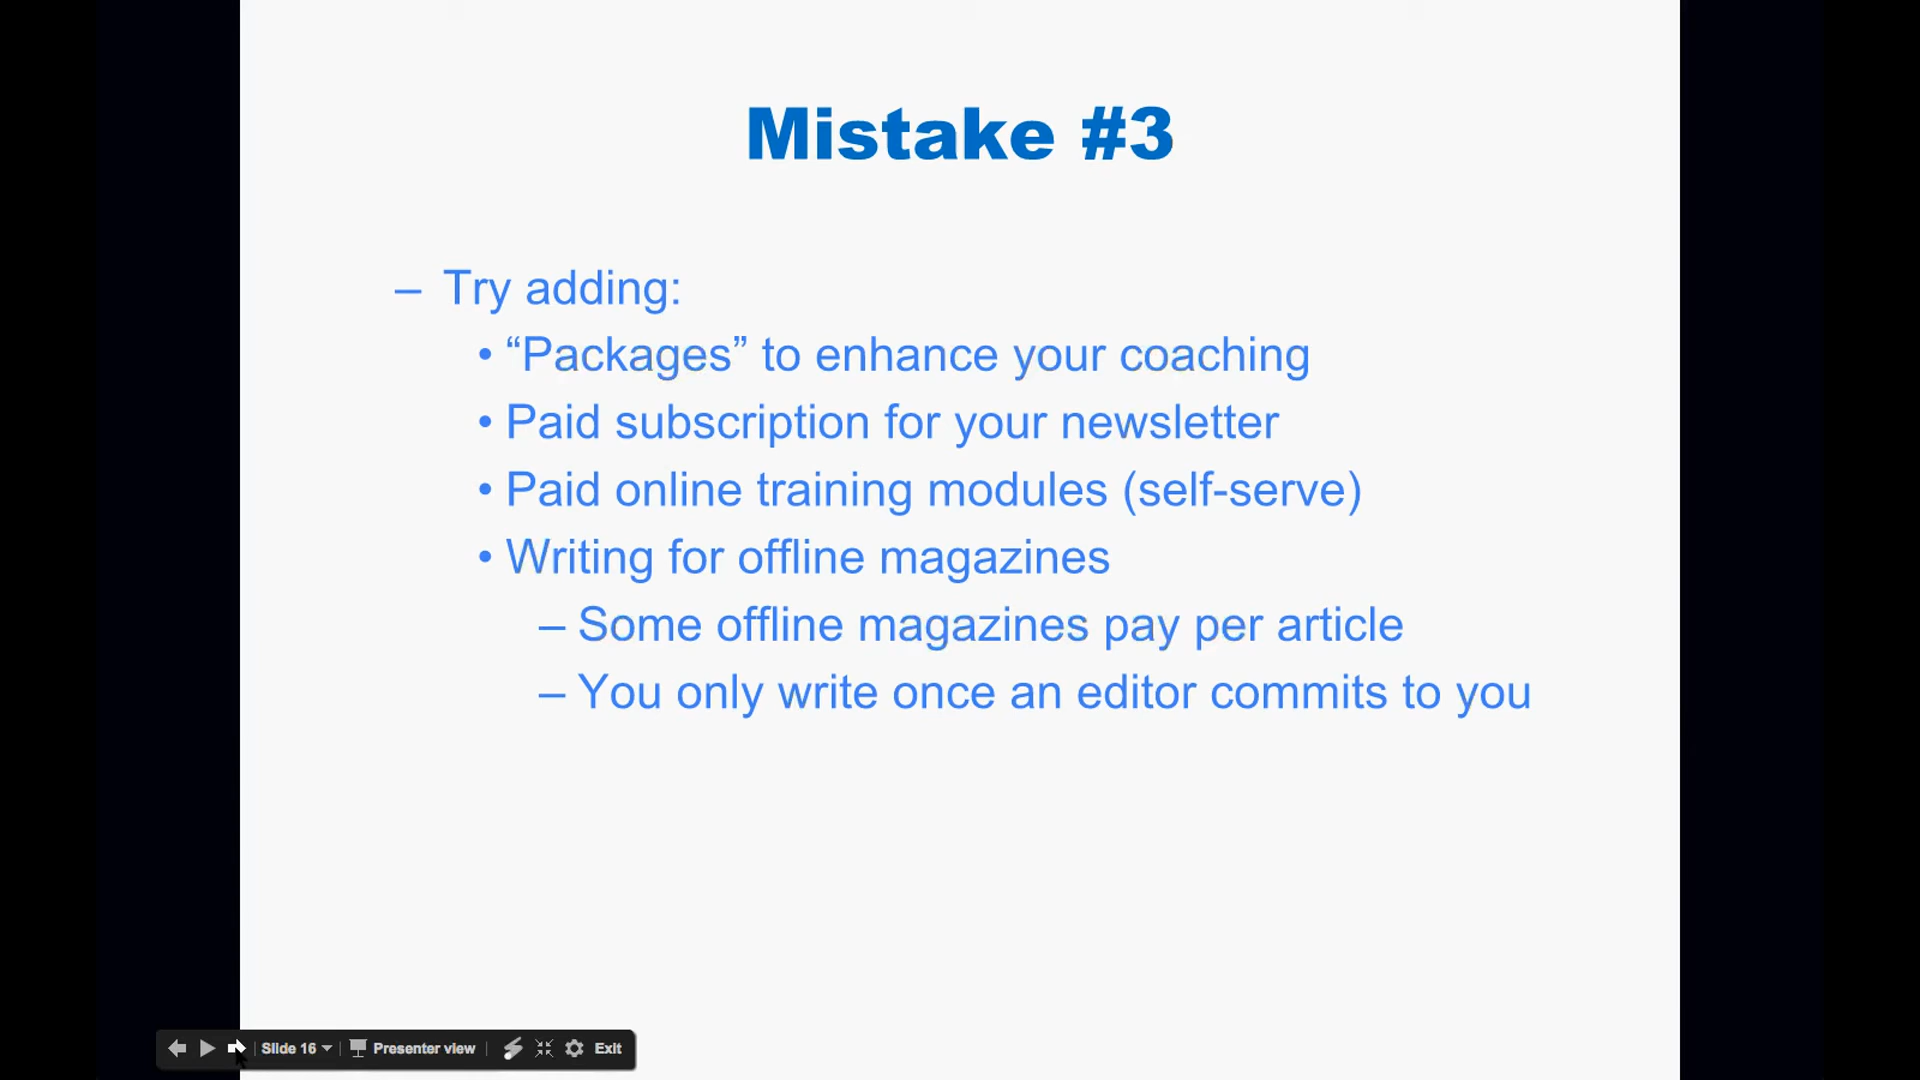 Mistake #3
– Try adding:
• “Packages” to enhance your coaching
• Paid subscription for your newsletter
• Paid online training modules (self-serve)
• Writing for offline magazines
– Some offline magazines pay per article
– You only write once an editor commits to you
Slide 16 Presenter view Exit